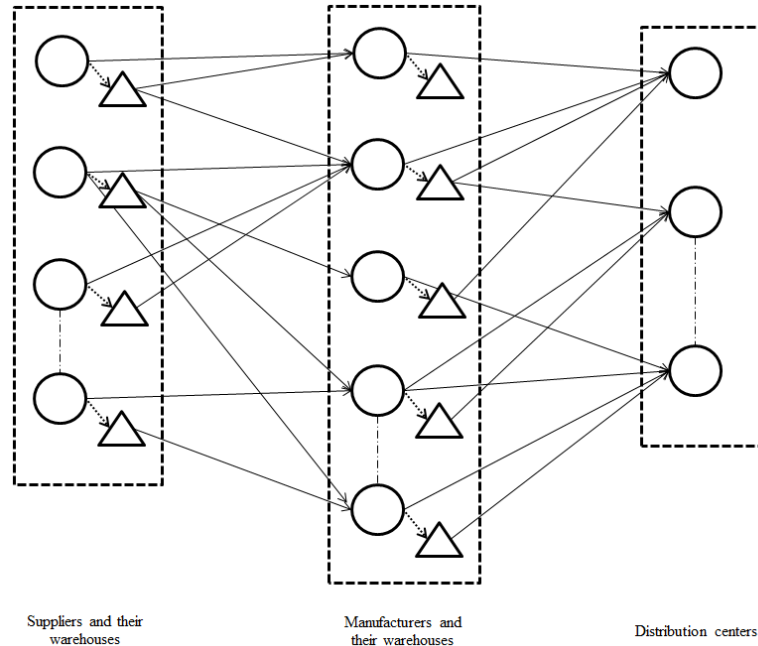 Suppliers and their
warehouses
Manufacturers and
their warehouses
Distribution centers